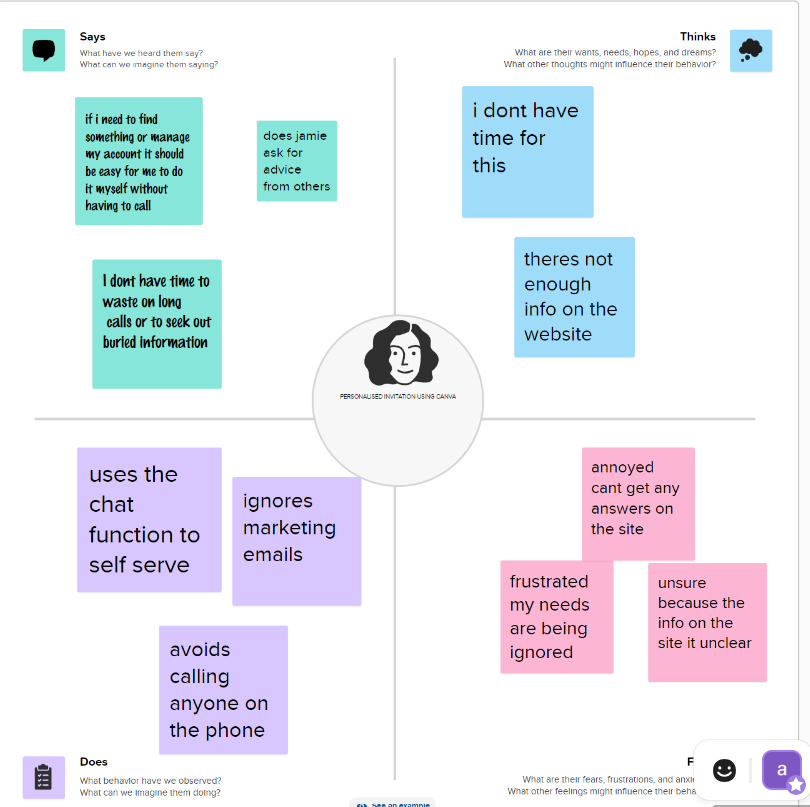 Says
What have we heard them say?
What can we imagine them saying?
Thinks
What are their wants, needs, hopes, and dreams?
What other thoughts might influence their behavior?
if i need to find
something or manage
my account it should
be easy for me to do
it myself without
having to call
does jamie
ask for
advice
from others
I dont have time to
waste on long
calls or to seek out
buried information
i dont have
time for
this
theres not
enough
info on the
website
PERSONALISED INVITATION USING CANVA
uses the
chat
function to
self serve
ignores
marketing
emails
avoids
calling
anyone on
the phone
annoyed
cant get any
answers on
the site
frustrated
my needs
are being
ignored
unsure
because the
info on the
site it unclear
Does
What behavior have we observed?
What can we imagine them doing?
F
What are their fears, frustrations, and anxie
What other feelings might influence their beha
See an example
a